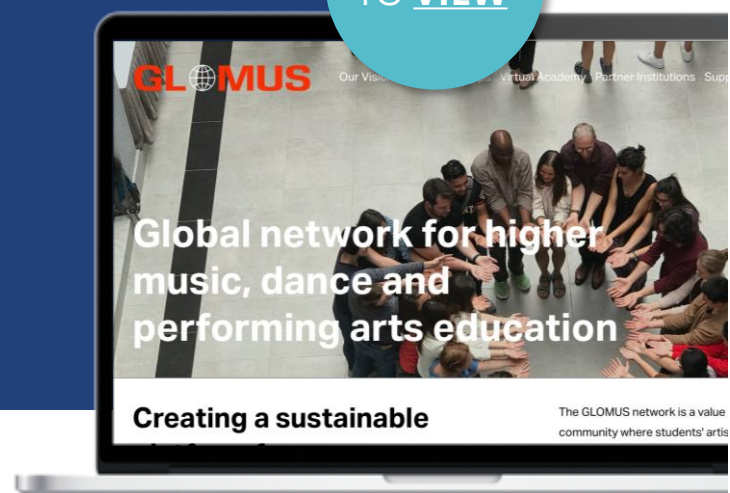 TO VIEW
GLOMUS
Our Vision Virtual Academy Partner Institutions
Global network for higher
music, dance and
performing arts education
Creating a sustainable
The GLOMUS network is a value
community where students'